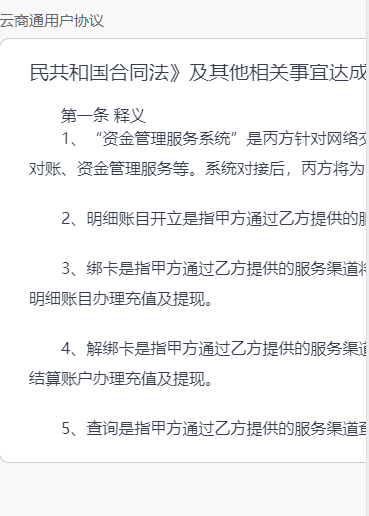 云商通用户协议
民共和国合同法》及其他相关事宜达成
第一条 释义
1、“资金管理服务系统”是丙方针对网络交
对账、资金管理服务等。系统对接后，丙方将为
2、明细账目开立是指甲方通过乙方提供的服
3、绑卡是指甲方通过乙方提供的服务渠道将
明细账目办理充值及提现。
4、解绑卡是指甲方通过乙方提供的服务渠道
结算账户办理充值及提现。
5、查询是指甲方通过乙方提供的服务渠道查